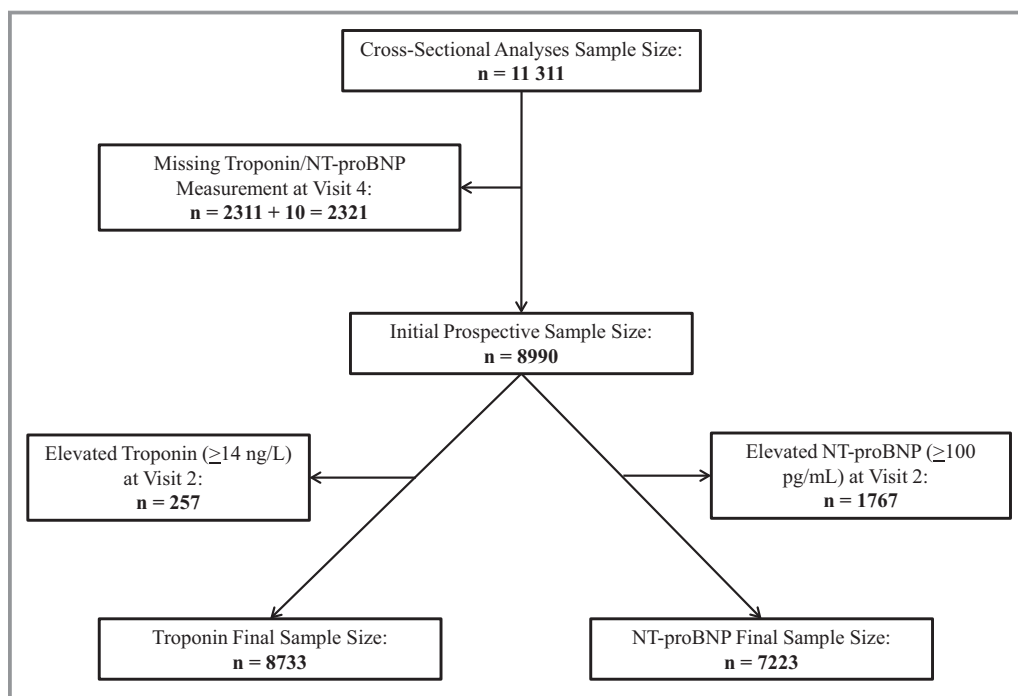 Cross-Sectional Analyses Sample Size:
n = 11 311
Missing Troponin/NT-proBNP
Measurement at Visit 4:
n = 2311 + 10 = 2321
Initial Prospective Sample Size:
n = 8990
Elevated Troponin (≥14 ng/L)
at Visit 2:
n = 257
Elevated NT-proBNP (≥100
pg/mL) at Visit 2:
n = 1767
Troponin Final Sample Size:
n = 8733
NT-proBNP Final Sample Size:
n = 7223